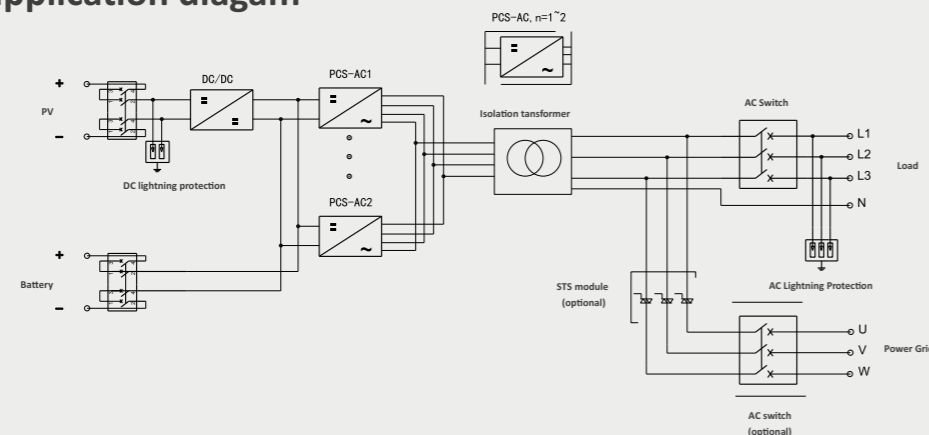 application diagam
PCS-AC, n=1~2
DC/DC
PCS-AC1
+
PV
−
Isolation tansformer
AC Switch
L1
L2
L3
N
Load
DC lightning protection
PCS-AC2
+
Battery
−
STS module
(optional)
AC Lightning Protection
U
V
W
Power Gri
AC switch
(optional)